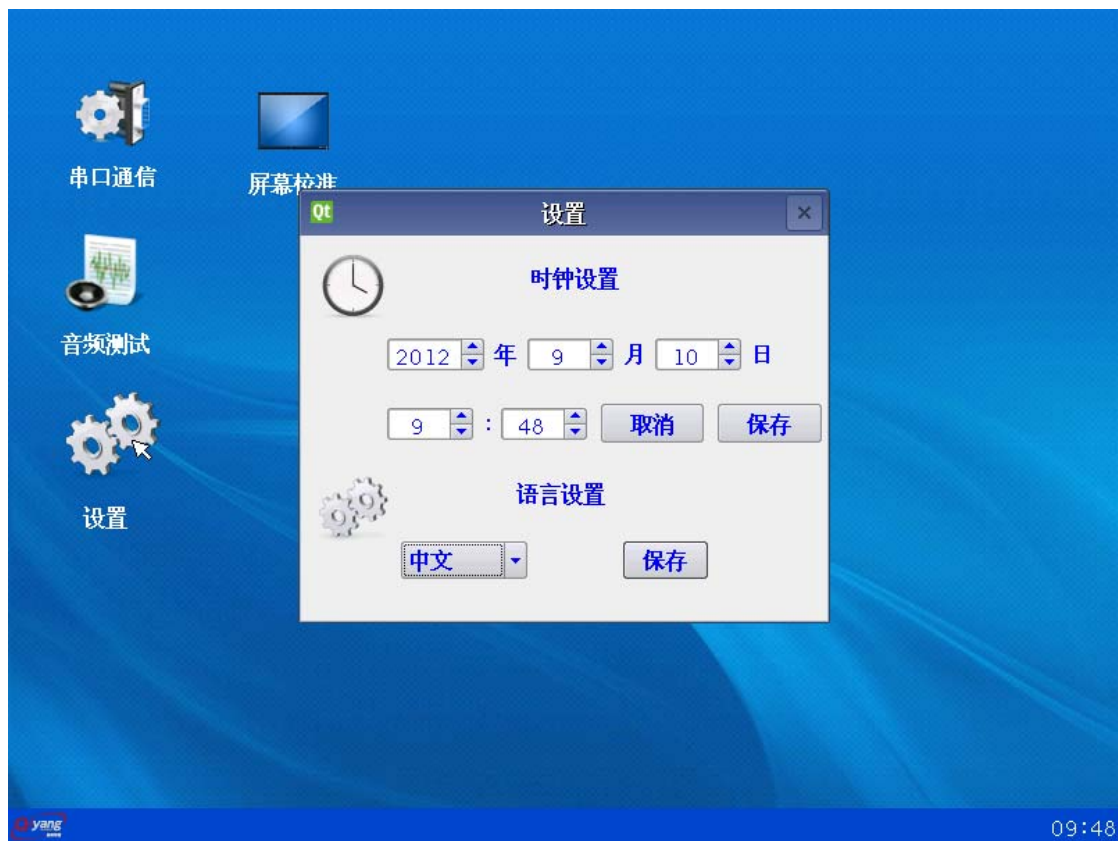 串口通信
屏幕校准
音频测试
设置
Qt 设置
时钟设置
2012 年 9 月 10 日
9 : 48 取消 保存
语言设置
中文 保存
yang
09:48